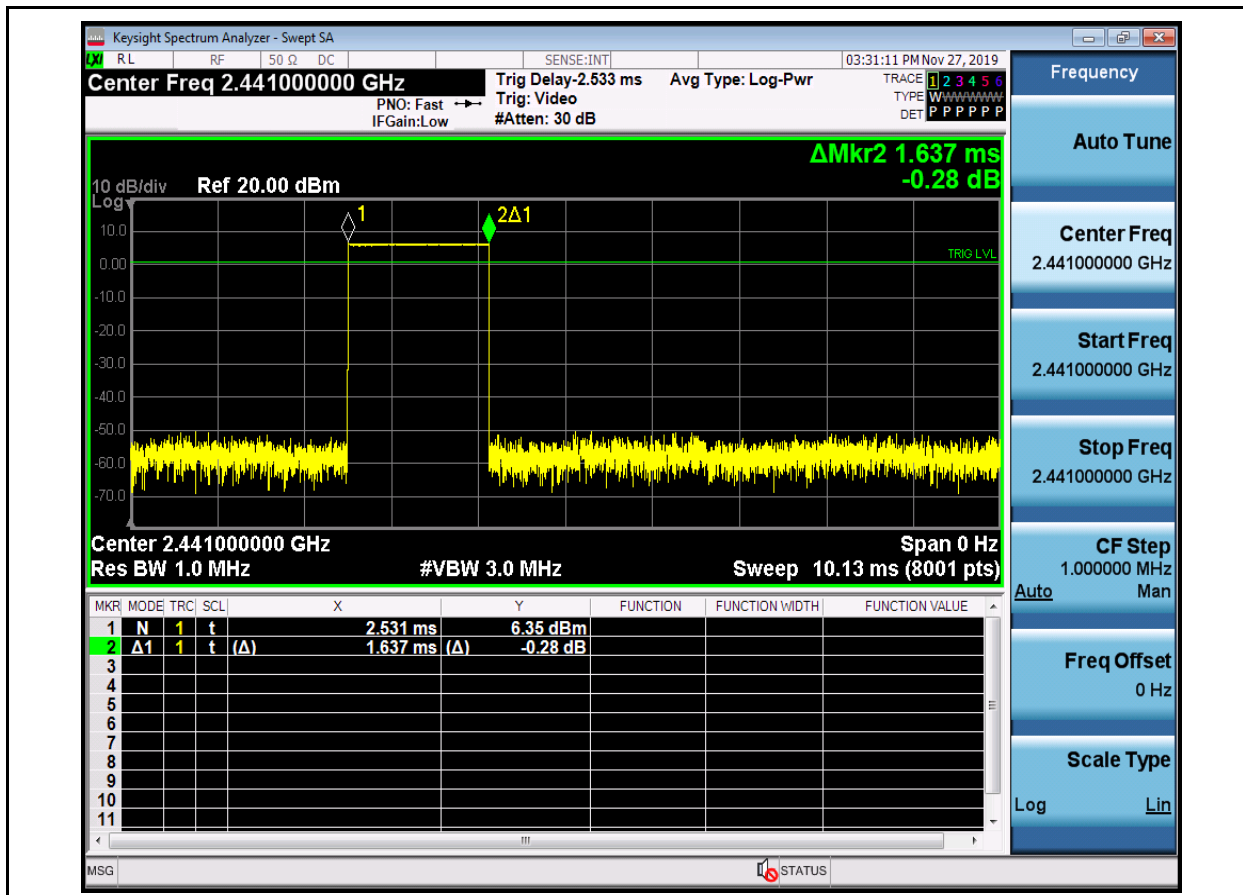 Keysight Spectrum Analyzer - Swept SA
LXI RL RF 50 Ω DC SENSE:INT 03:31:11 PM Nov 27, 2019
Center Freq 2.441000000 GHz Trig Delay-2.533 ms Avg Type: Log-Pwr TRACE 1 2 3 4 5 6
PNO: Fast Trig: Video TYPE WWWWWW
IFGain:Low #Atten: 30 dB DET P P P P P P
ΔMkr2 1.637 ms
-0.28 dB
10 dB/div Ref 20.00 dBm
Log
1 2Δ1
10.0
0.00 TRIG LVL
-10.0
-20.0
-30.0
-40.0
-50.0
-60.0
-70.0
Center 2.441000000 GHz Span 0 Hz
Res BW 1.0 MHz #VBW 3.0 MHz Sweep 10.13 ms (8001 pts)
MKR MODE TRC SCL X Y FUNCTION FUNCTION WIDTH FUNCTION VALUE
1 N 1 t 2.531 ms 6.35 dBm
2 Δ1 1 t (Δ) 1.637 ms (Δ) -0.28 dB
3
4
5
6
7
8
9
10
11
MSG STATUS
Frequency
Auto Tune
Center Freq
2.441000000 GHz
Start Freq
2.441000000 GHz
Stop Freq
2.441000000 GHz
CF Step
1.000000 MHz
Auto Man
Freq Offset
0 Hz
Scale Type
Log Lin